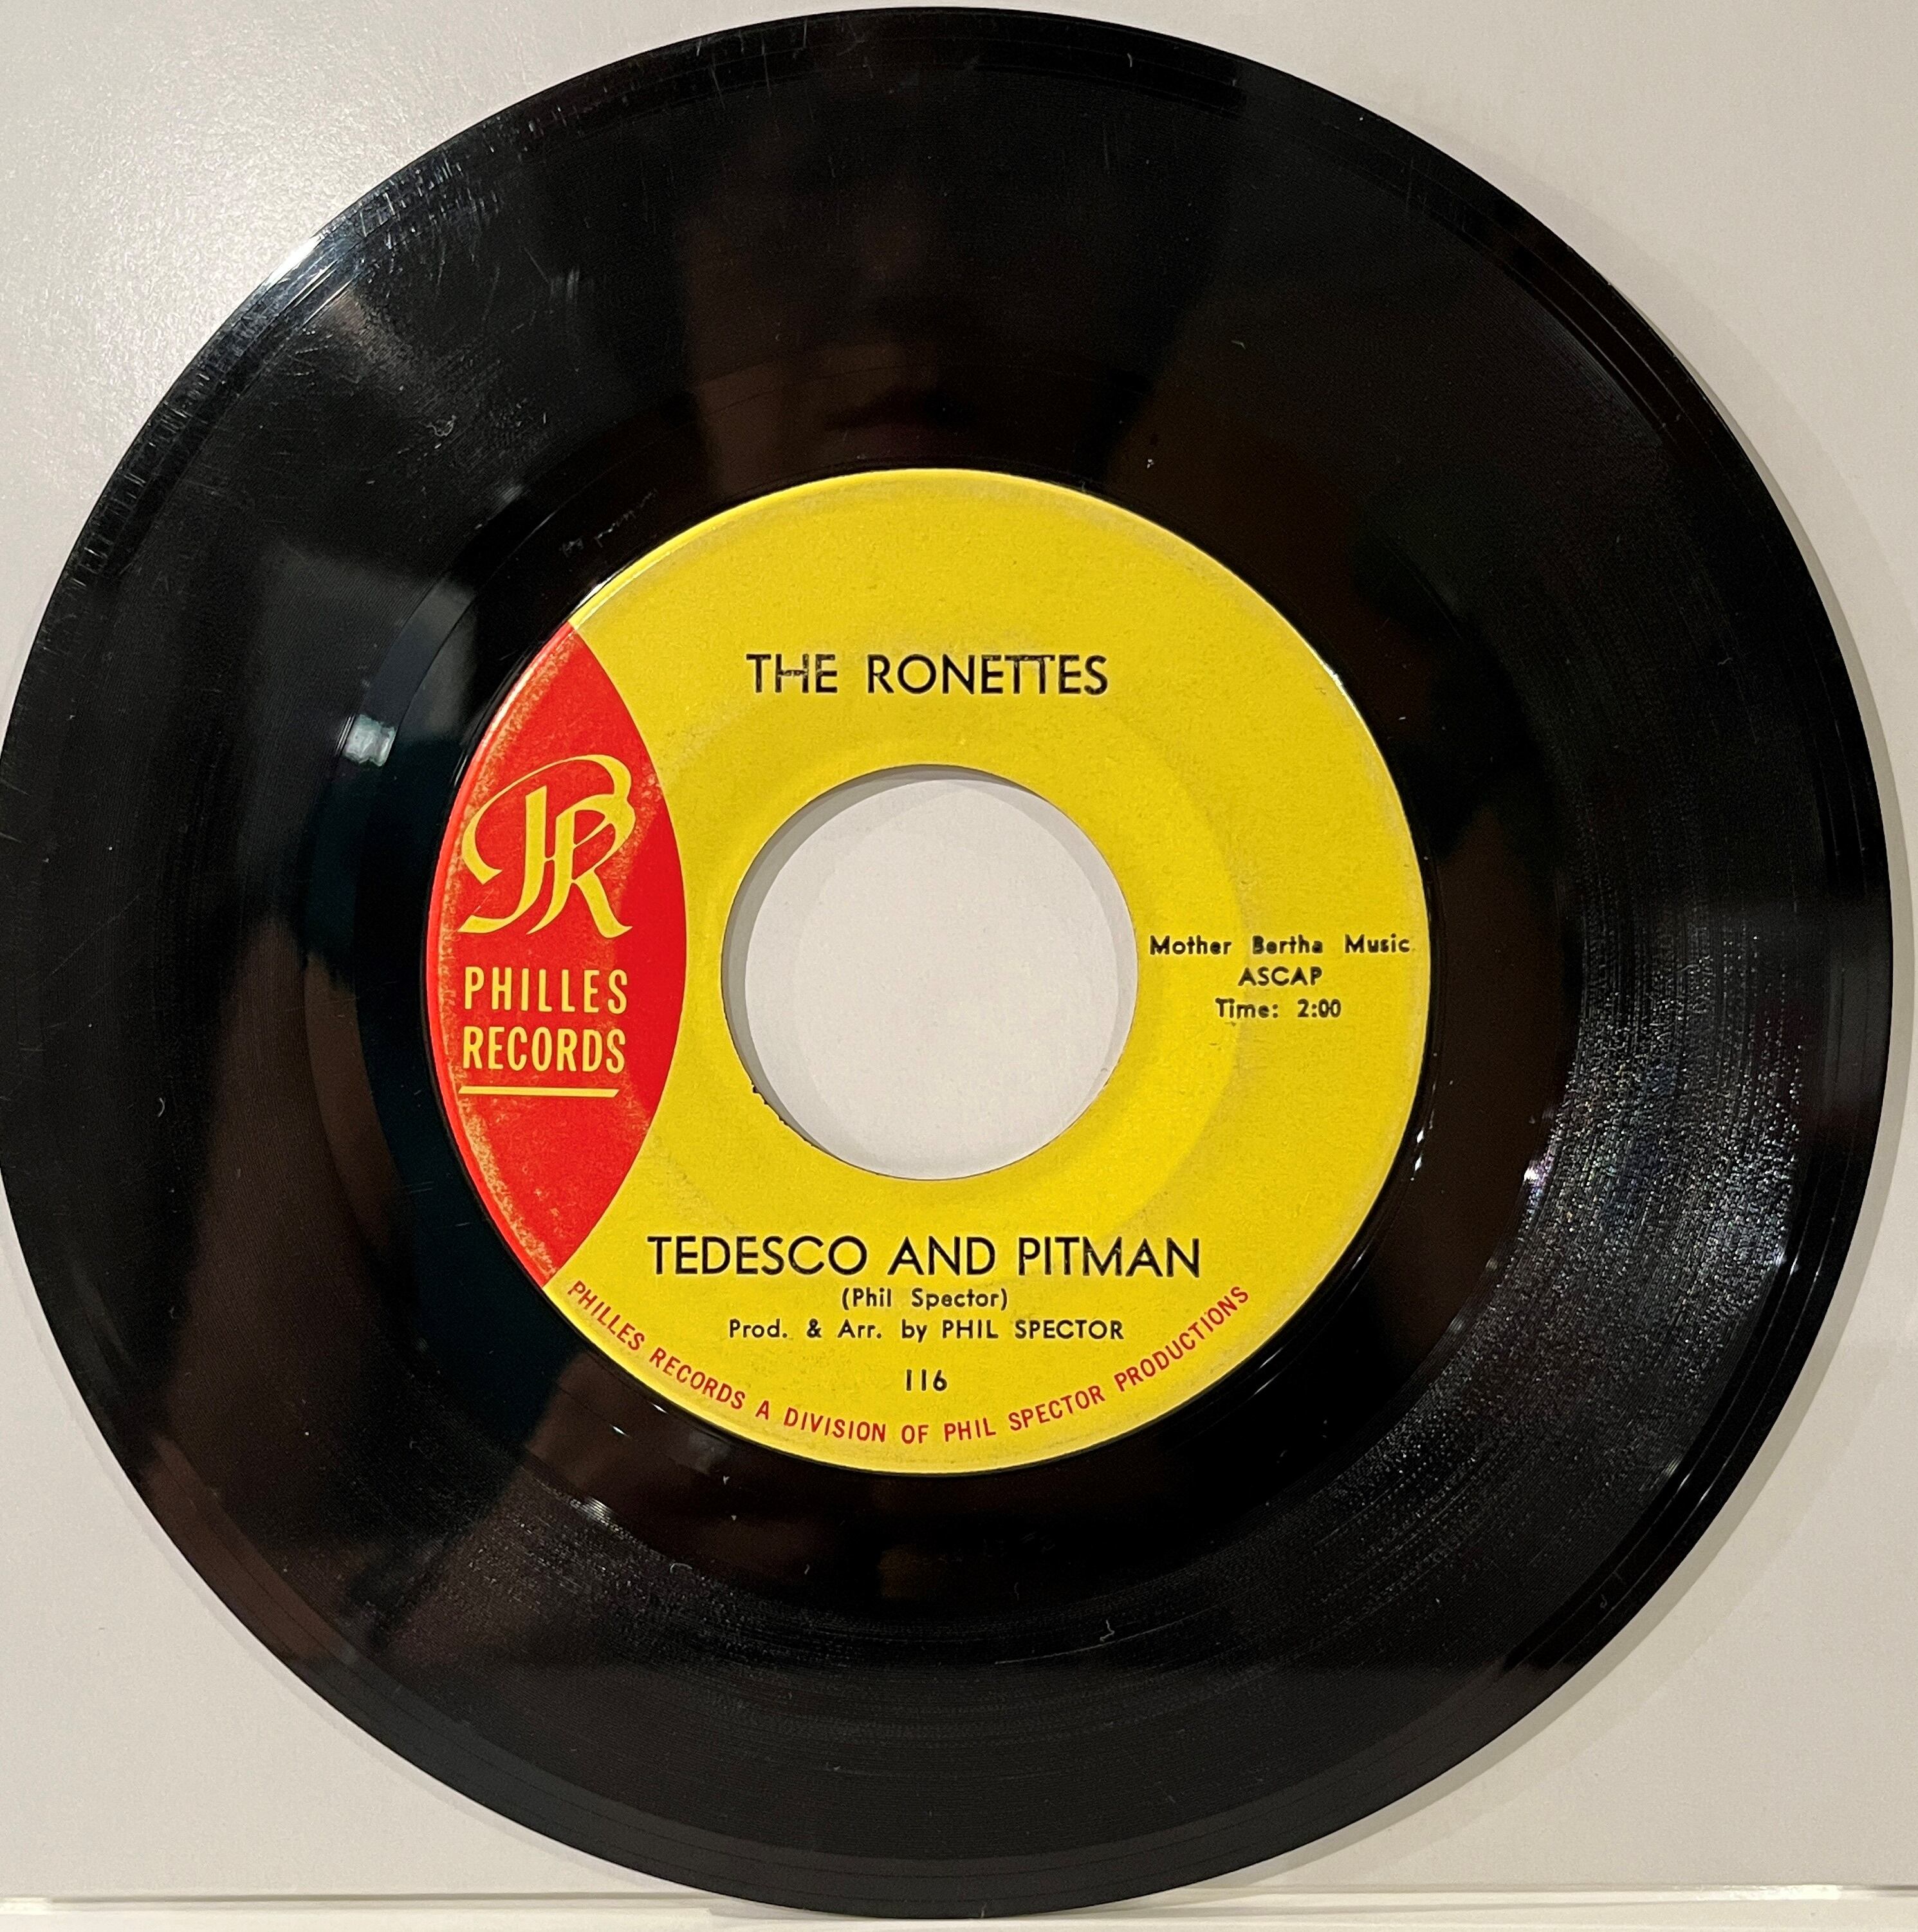 THE RONETTES
PR
PHILLES
RECORDS
Mother Bertha Music
ASCAP
Time: 2:00
TEDESCO AND PITMAN
(Phil Spector)
Prod. & Arr. by PHIL SPECTOR
116
PHILLES RECORDS A DIVISION OF PHIL SPECTOR PRODUCTIONS